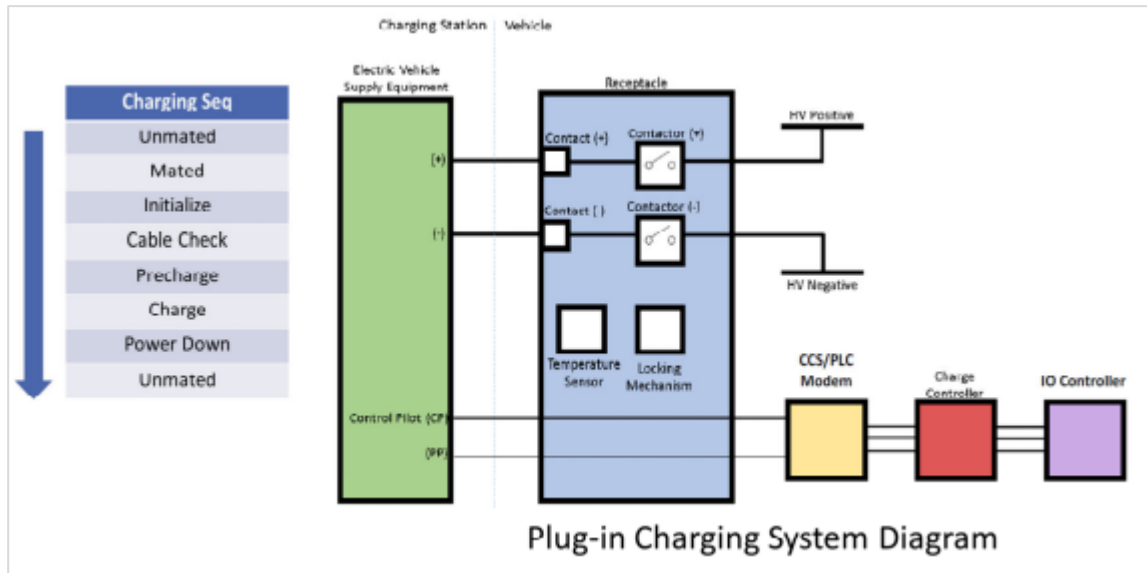 Charging Station
Vehicle
Electric Vehicle
Supply Equipment
Receptacle
Charging Seq
Unmated
Mated
Initialize
Cable Check
Precharge
Charge
Power Down
Unmated
HV Positive
Contact (+)
Contactor (+)
(+)
Contact (-)
Contactor (-)
(-)
HV Negative
Temperature
Sensor
Locking
Mechanism
CCS/PLC
Modem
Charge
Controller
IO Controller
Control Pilot (CP)
(PP)
Plug-in Charging System Diagram